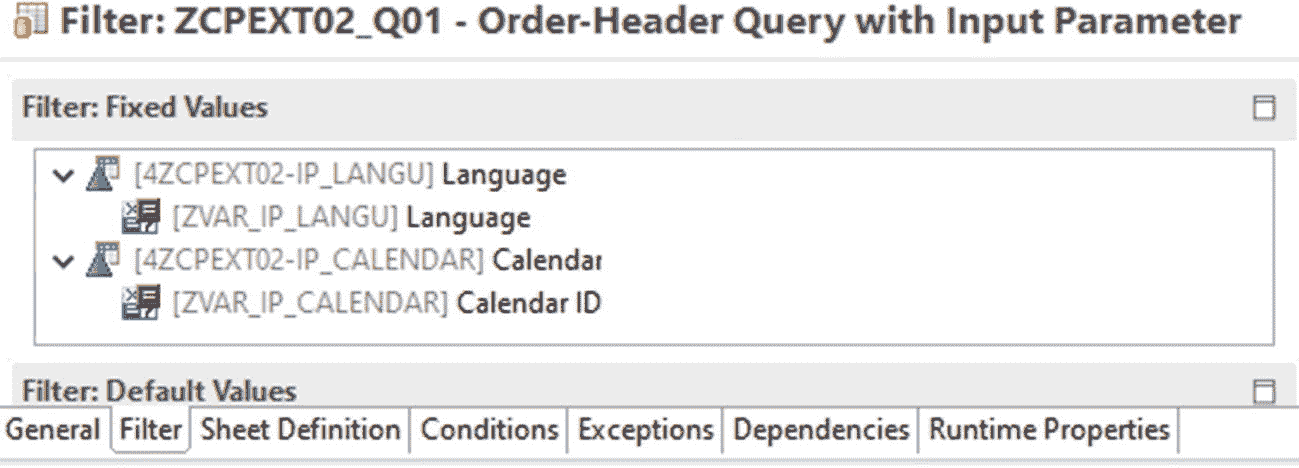 Filter: ZCPEXT02_Q01 - Order-Header Query with Input Parameter
Filter: Fixed Values
[4ZCPEXT02-IP_LANGU] Language
[ZVAR_IP_LANGU] Language
[4ZCPEXT02-IP_CALENDAR] Calendar
[ZVAR_IP_CALENDAR] Calendar ID
Filter: Default Values
General Filter Sheet Definition Conditions Exceptions Dependencies Runtime Properties